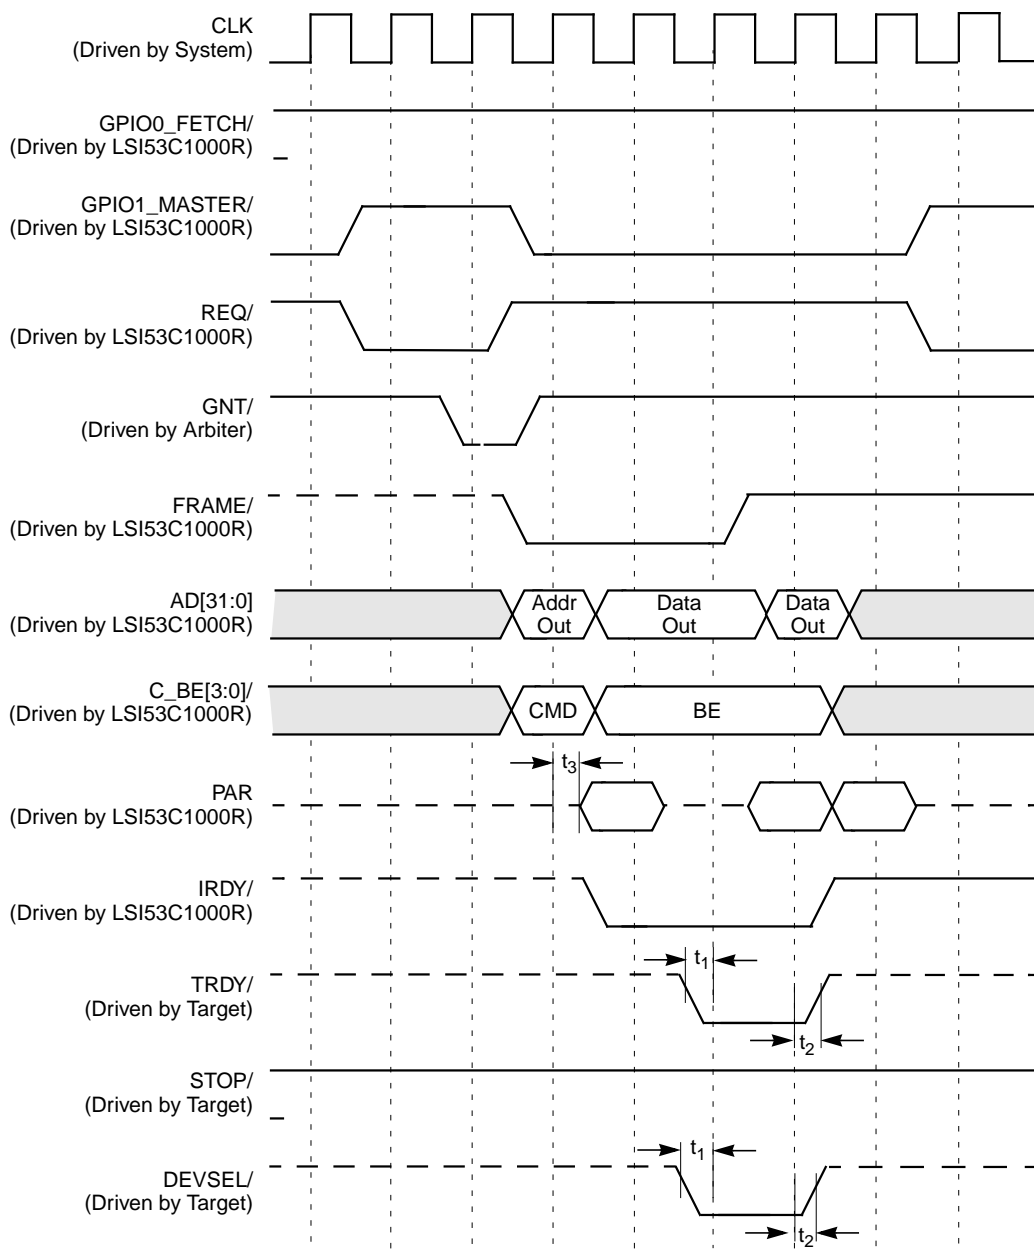 CLK
(Driven by System)
GPIO0_FETCH/
(Driven by LSI53C1000R)
GPIO1_MASTER/
(Driven by LSI53C1000R)
REQ/
(Driven by LSI53C1000R)
GNT/
(Driven by Arbiter)
FRAME/
(Driven by LSI53C1000R)
AD[31:0]
(Driven by LSI53C1000R)
Addr
Out
Data
Out
Data
Out
C_BE[3:0]/
(Driven by LSI53C1000R)
CMD
BE
t3
PAR
(Driven by LSI53C1000R)
IRDY/
(Driven by LSI53C1000R)
t1
TRDY/
(Driven by Target)
t2
STOP/
(Driven by Target)
t1
DEVSEL/
(Driven by Target)
t2